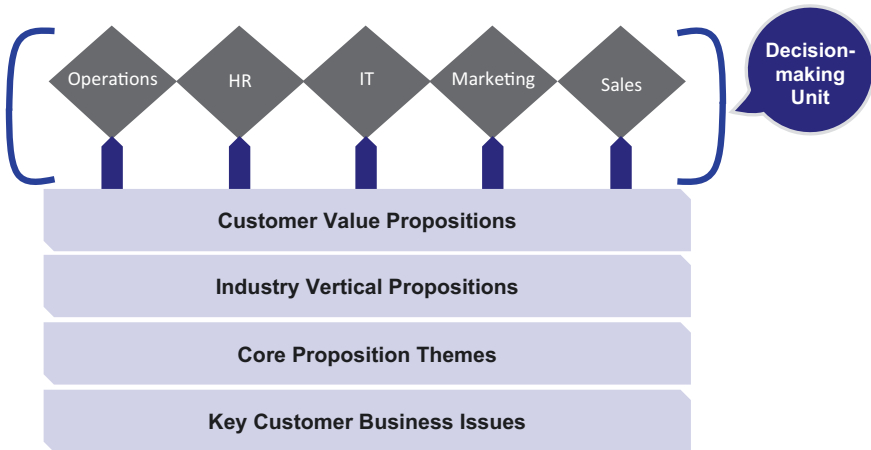 Operations
HR
IT
Marketing
Sales
Decision-
making
Unit
Customer Value Propositions
Industry Vertical Propositions
Core Proposition Themes
Key Customer Business Issues